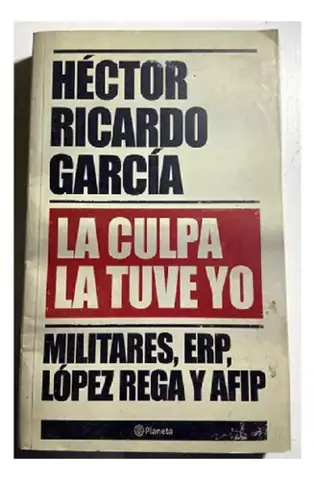 HÉCTOR
RICARDO
GARCÍA
LA CULPA
LA TUVE YO
MILITARES, ERP,
LÓPEZ REGA Y AFIP
Planeta